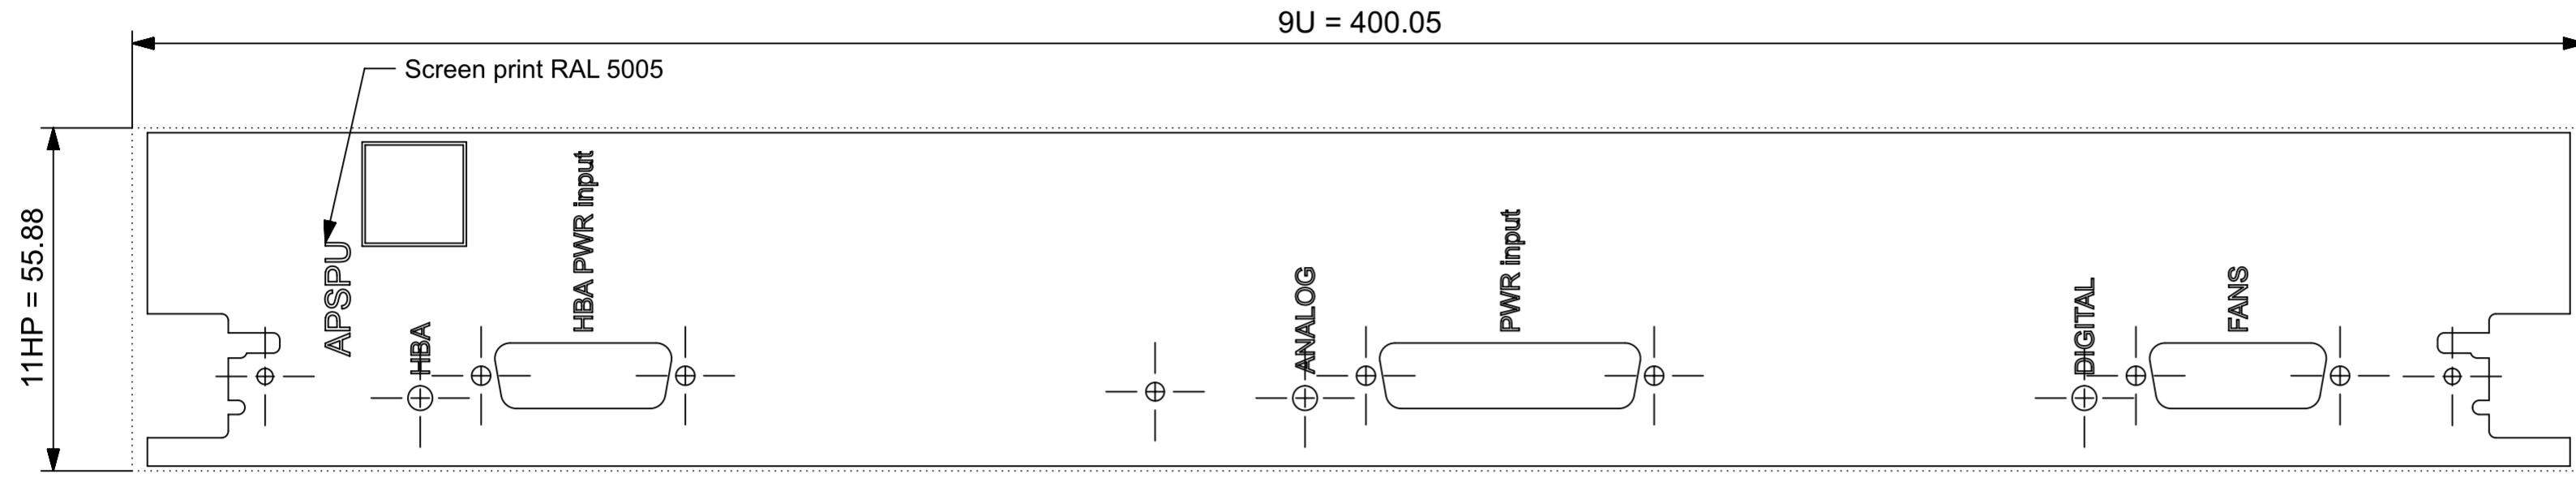 9U = 400.05
Screen print RAL 5005
11HP = 55.88
APSPU
HBA
HBA PWR input
ANALOG
PWR input
DIGITAL
FANS